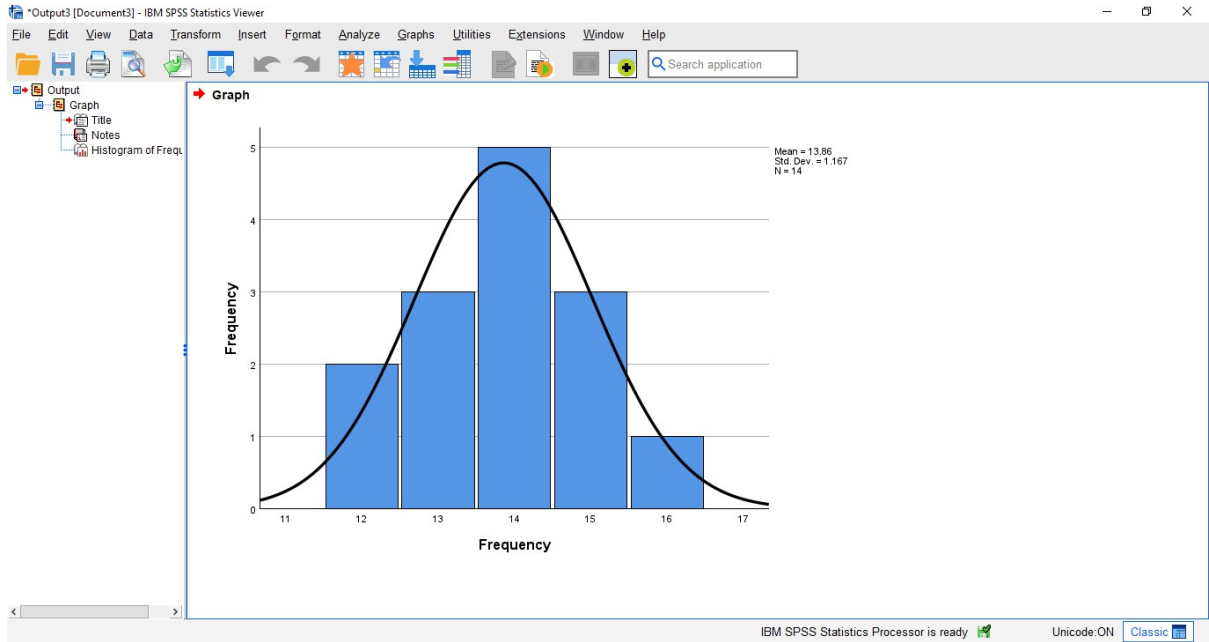 *Output3 [Document3] - IBM SPSS Statistics Viewer
File Edit View Data Transform Insert Format Analyze Graphs Utilities Extensions Window Help
Search application
Output
Graph
Title
Notes
Histogram of Frequ
Graph
Mean = 13.86
Std. Dev. = 1.167
N = 14
5
4
3
2
1
0
Frequency
11 12 13 14 15 16 17
Frequency
IBM SPSS Statistics Processor is ready Unicode:ON Classic